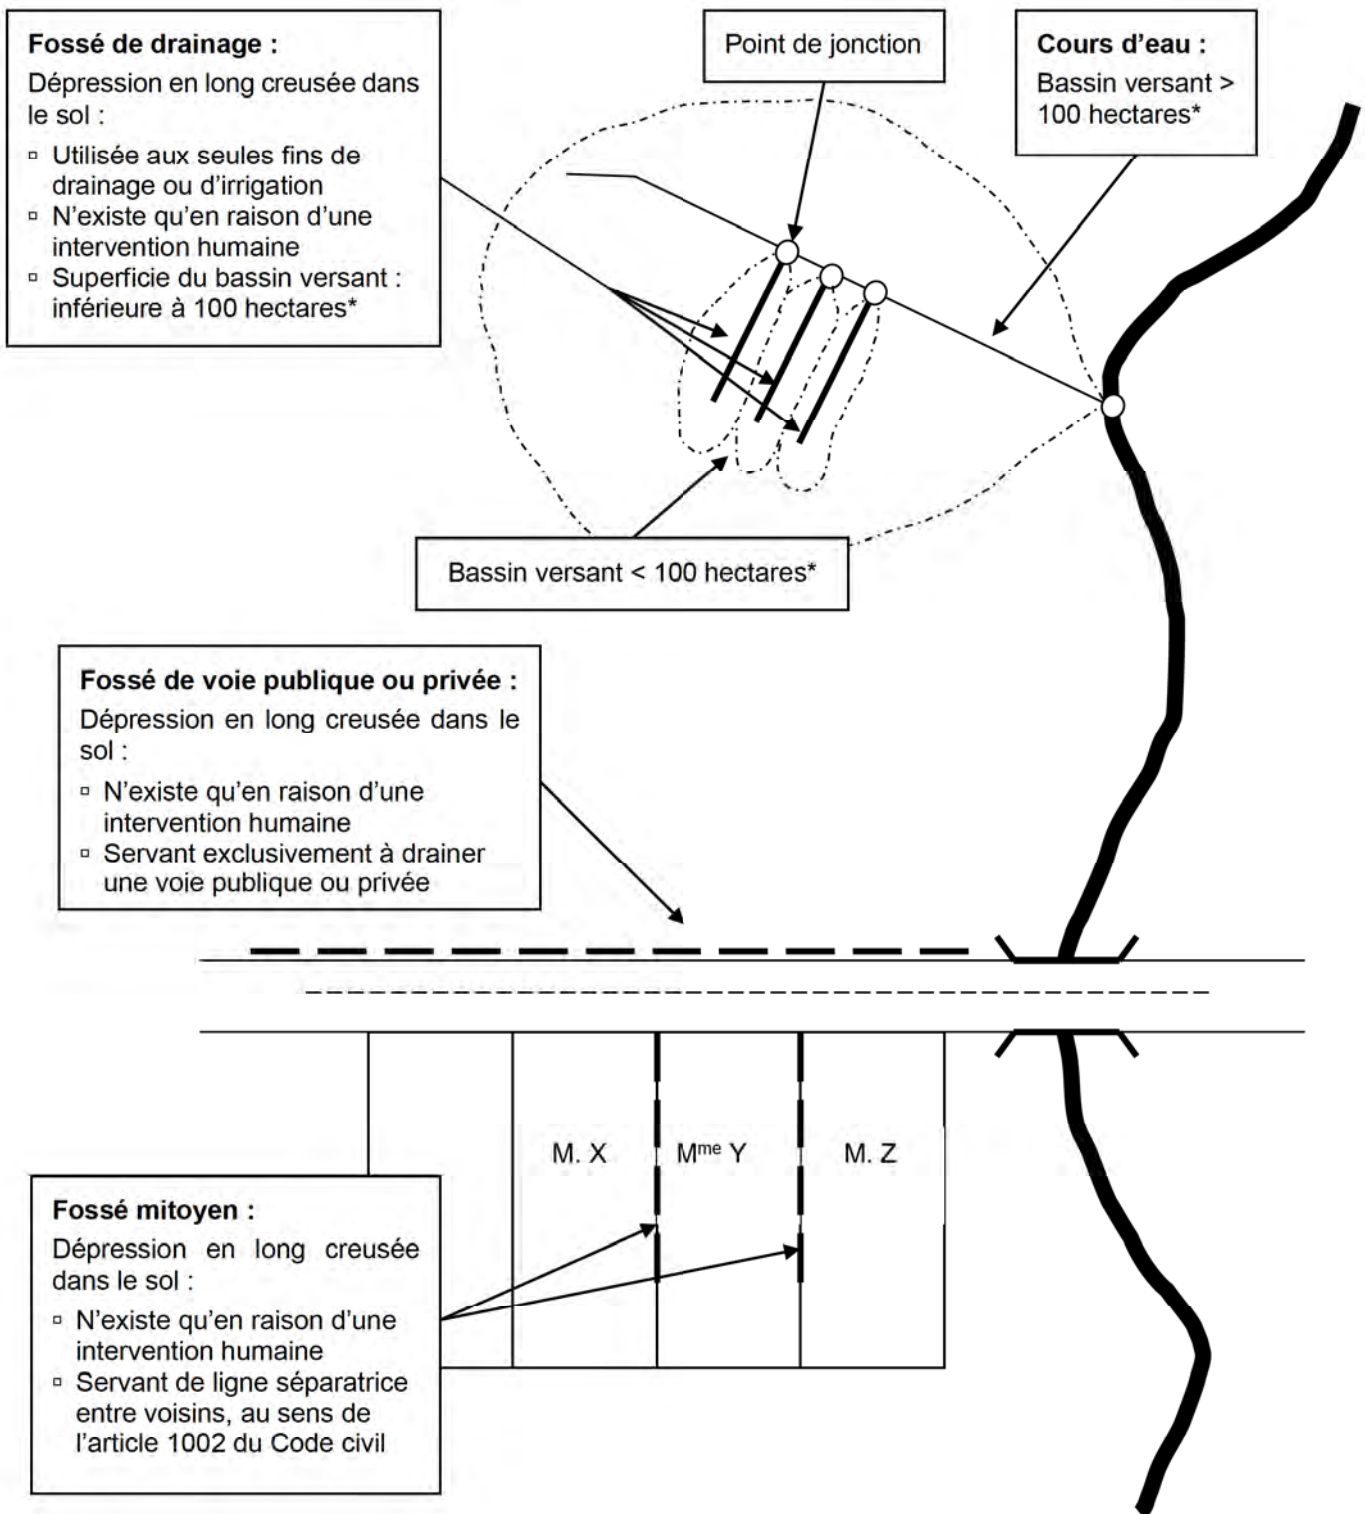 Fossé de drainage :
Dépression en long creusée dans
le sol :
▫ Utilisée aux seules fins de
drainage ou d'irrigation
▫ N'existe qu'en raison d'une
intervention humaine
▫ Superficie du bassin versant :
inférieure à 100 hectares*
Point de jonction
Cours d'eau :
Bassin versant >
100 hectares*
Bassin versant < 100 hectares*
Fossé de voie publique ou privée :
Dépression en long creusée dans le
sol :
▫ N'existe qu'en raison d'une
intervention humaine
▫ Servant exclusivement à drainer
une voie publique ou privée
M. X
Mme Y
M. Z
Fossé mitoyen :
Dépression en long creusée
dans le sol :
▫ N'existe qu'en raison d'une
intervention humaine
▫ Servant de ligne séparatrice
entre voisins, au sens de
l'article 1002 du Code civil